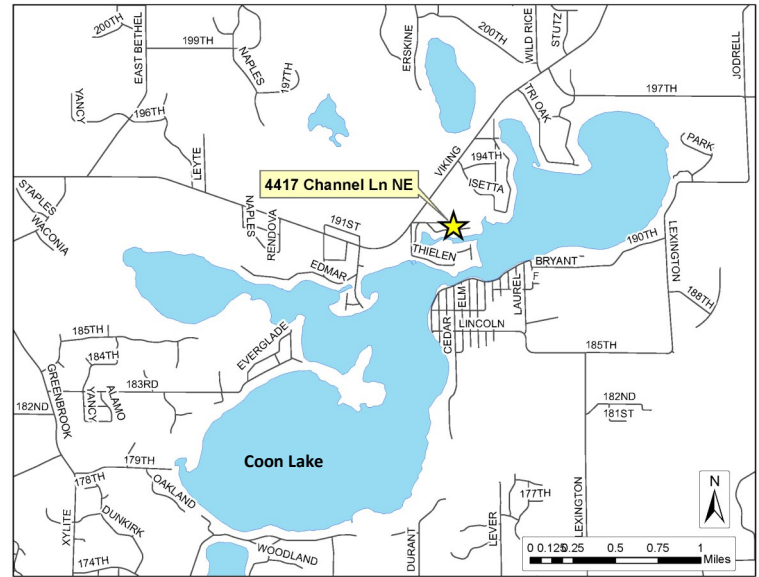 200TH
199TH
EAST BETHEL
NAPLES
197TH
ERSKINE
200TH
WILD RICE
STUTZ
JODRELL
197TH
TRI OAK
YANCY
196TH
LEYTE
VIKING
194TH
ISETTA
PARK
4417 Channel Ln NE
STAPLES
WACONIA
NAPLES
RENDOVA
191ST
THIELEN
EDMAR
BRYANT
190TH
LEXINGTON
188TH
ELM
LAUREL
F
CEDAR
LINCOLN
185TH
185TH
184TH
EVERGLADE
GREENBROOK
183RD
YANCY
ALAMO
182ND
182ND
181ST
179TH
178TH
OAKLAND
Coon Lake
XYLITE
DUNKIRK
174TH
WOODLAND
DURANT
LEVER
177TH
LEXINGTON
N
0 0.125 0.25 0.5 0.75 1
Miles